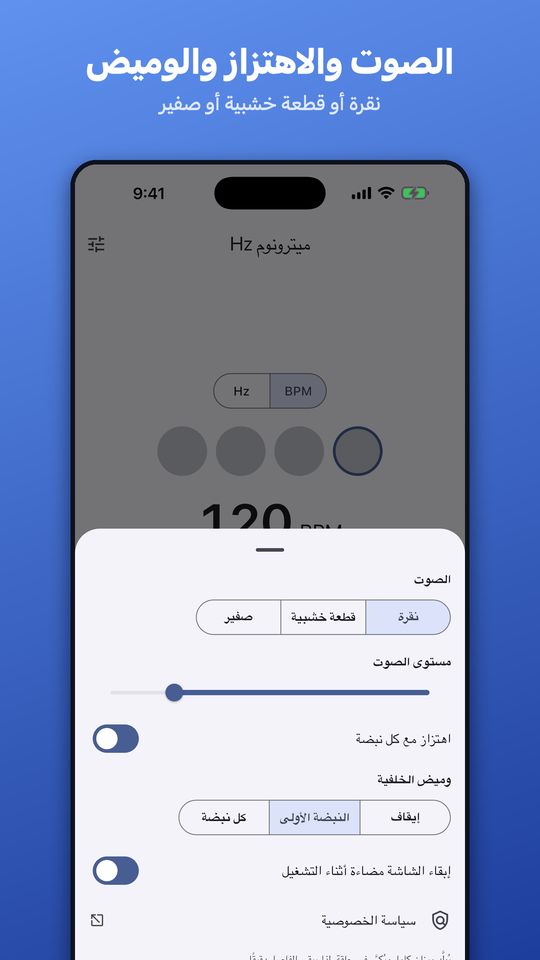 الصوت والاهتزاز والوميض
نقرة أو قطعة خشبية أو صفير
9:41
ميترونوم Hz
BPM
Hz
120 BPM
الصوت
نقرة
قطعة خشبية
صفير
مستوى الصوت
اهتزاز مع كل نبضة
وميض الخلفية
إيقاف
النبضة الأولى
كل نبضة
إبقاء الشاشة مضاءة أثناء التشغيل
سياسة الخصوصية